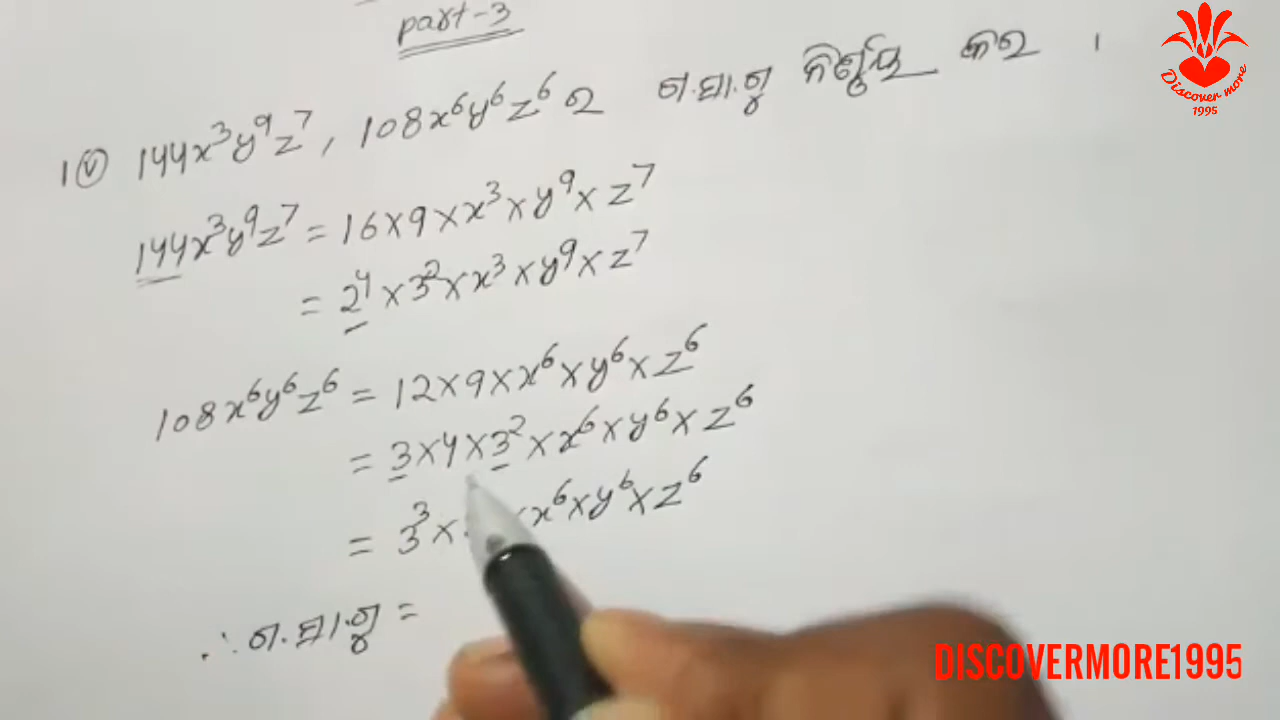 part-3
1(v) 144x³y⁹z⁷, 108x⁶y⁶z⁶ ର ଗ.ସା.ଗୁ ନିର୍ଣ୍ଣୟ କର ।
144x³y⁹z⁷ = 16×9×x³×y⁹×z⁷
= 2⁴×3²×x³×y⁹×z⁷
108x⁶y⁶z⁶ = 12×9×x⁶×y⁶×z⁶
= 3×4×3²×x⁶×y⁶×z⁶
= 3³× ×x⁶×y⁶×z⁶
∴ ଗ.ସା.ଗୁ =
Discover more
1995
DISCOVERMORE1995